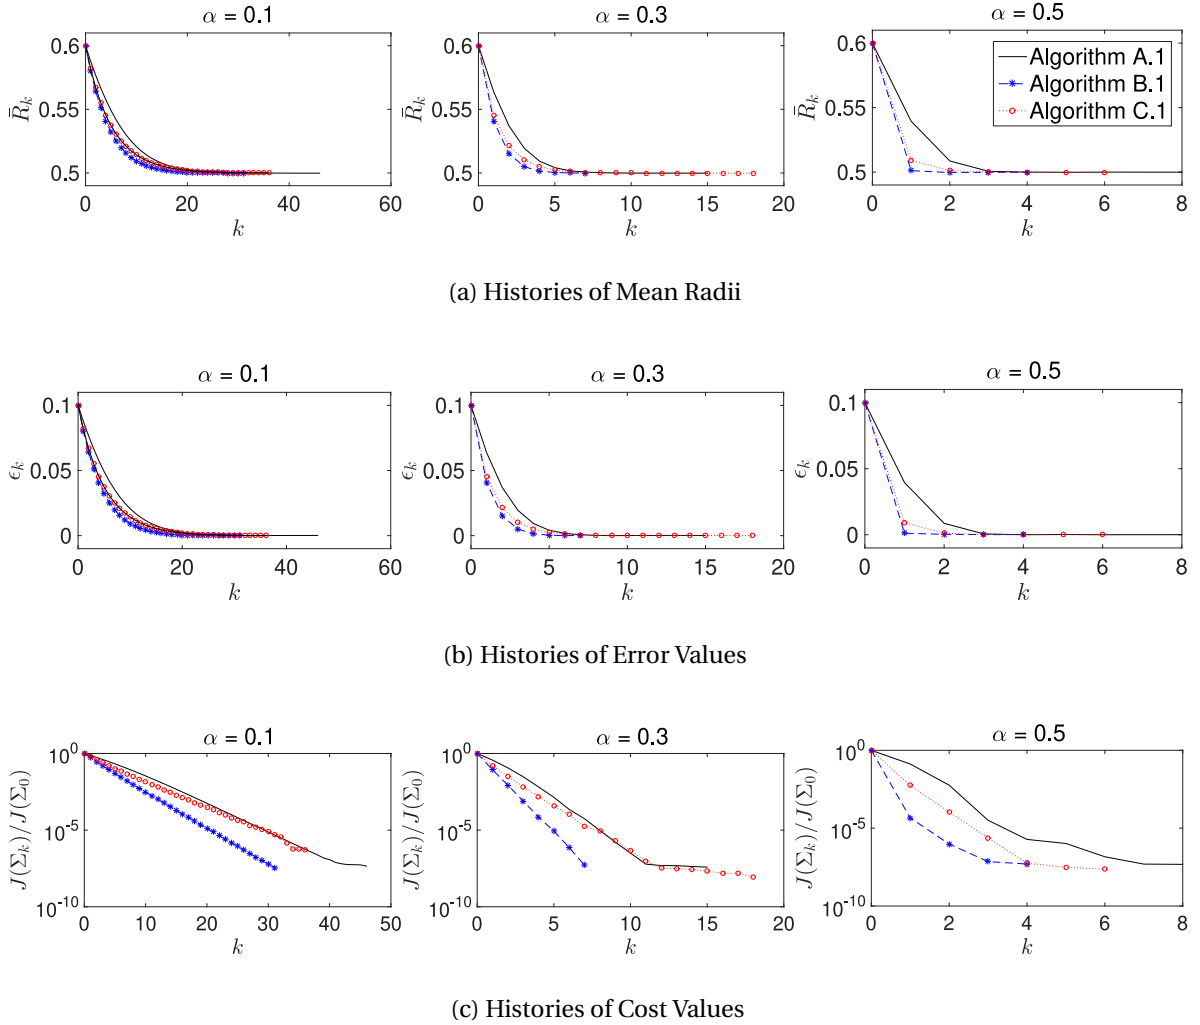 α = 0.1
α = 0.3
α = 0.5
R̄ₖ
0.6
0.55
0.5
0 20 40 60
k
R̄ₖ
0.6
0.55
0.5
0 5 10 15 20
k
R̄ₖ
0.6
0.55
0.5
0 2 4 6 8
k
Algorithm A.1
Algorithm B.1
Algorithm C.1
(a) Histories of Mean Radii
α = 0.1
α = 0.3
α = 0.5
ϵₖ
0.1
0.05
0
0 20 40 60
k
ϵₖ
0.1
0.05
0
0 5 10 15 20
k
ϵₖ
0.1
0.05
0
0 2 4 6 8
k
(b) Histories of Error Values
α = 0.1
α = 0.3
α = 0.5
J(Σₖ)/J(Σ₀)
10⁰
10⁻⁵
10⁻¹⁰
0 10 20 30 40 50
k
J(Σₖ)/J(Σ₀)
10⁰
10⁻⁵
10⁻¹⁰
0 5 10 15 20
k
J(Σₖ)/J(Σ₀)
10⁰
10⁻⁵
10⁻¹⁰
0 2 4 6 8
k
(c) Histories of Cost Values